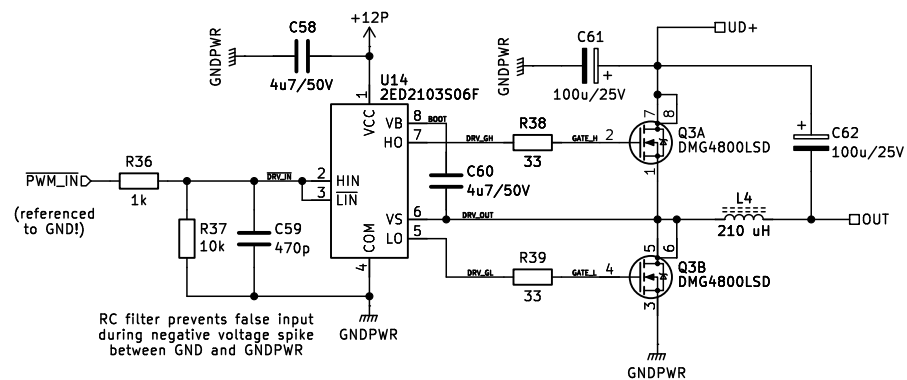 +12P
C58
4u7/50V
GNDPWR
U14
2ED2103S06F
1
VCC
VB
8
BOOT
HO
7
DRV_GH
R38
33
GATE_H
2
HIN
2
LIN
3
VS
6
DRV_OUT
LO
5
DRV_GL
COM
4
GNDPWR
PWM_IN
(referenced
to GND!)
R36
1k
DRV_IN
R37
10k
C59
470p
RC filter prevents false input
during negative voltage spike
between GND and GNDPWR
C60
4u7/50V
R39
33
GATE_L
4
GNDPWR
C61
+
100u/25V
UD+
7
8
Q3A
DMG4800LSD
1
+
C62
100u/25V
L4
210 uH
OUT
5
6
Q3B
DMG4800LSD
3
GNDPWR